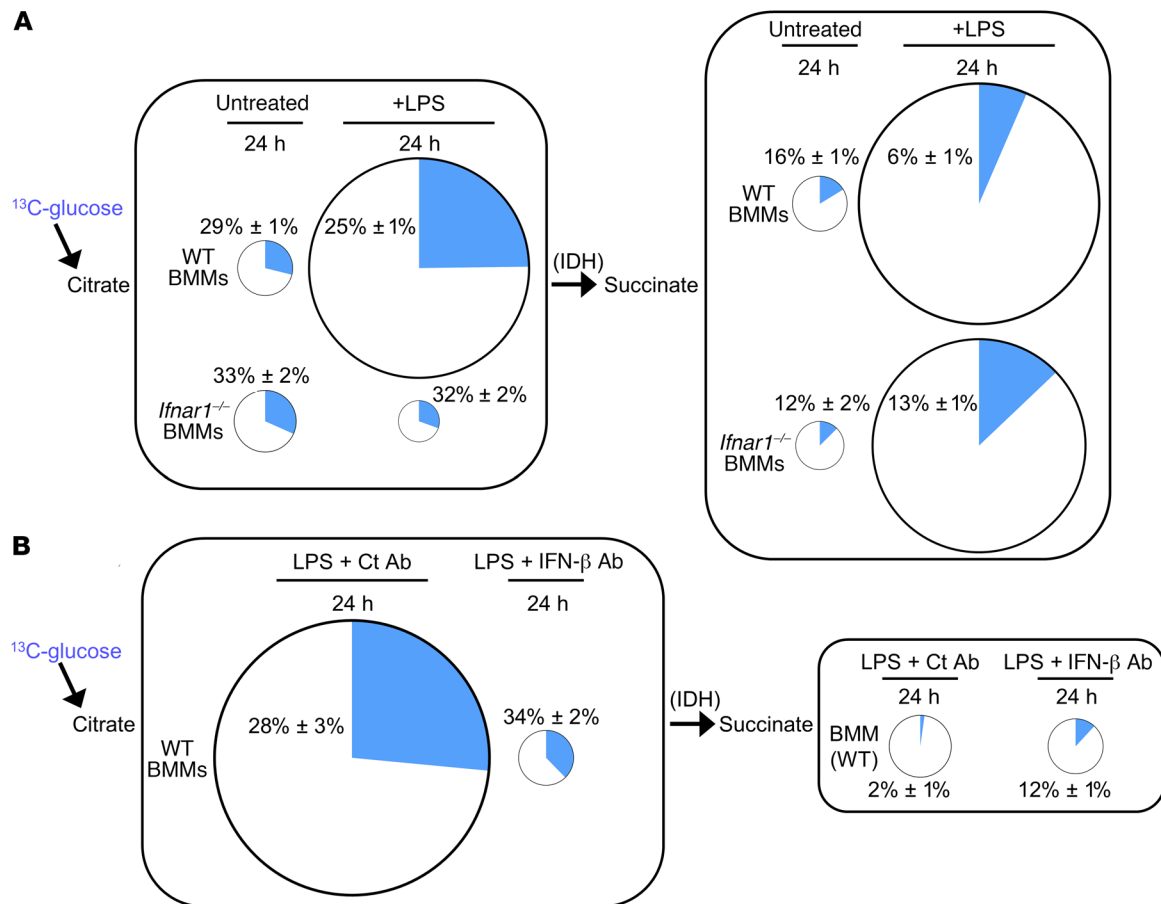 A
Untreated
+LPS
24 h
24 h
¹³C-glucose
Citrate
29% ± 1%
25% ± 1%
WT
BMMs
33% ± 2%
32% ± 2%
Ifnar1⁻/⁻
BMMs
(IDH)
Succinate
Untreated
+LPS
24 h
24 h
16% ± 1%
6% ± 1%
WT
BMMs
12% ± 2%
13% ±1%
Ifnar1⁻/⁻
BMMs
B
LPS + Ct Ab
LPS + IFN-β Ab
24 h
24 h
¹³C-glucose
Citrate
28% ± 3%
34% ± 2%
WT
BMMs
(IDH)
Succinate
LPS + Ct Ab
LPS + IFN-β Ab
24 h
24 h
BMM
(WT)
2% ± 1%
12% ± 1%